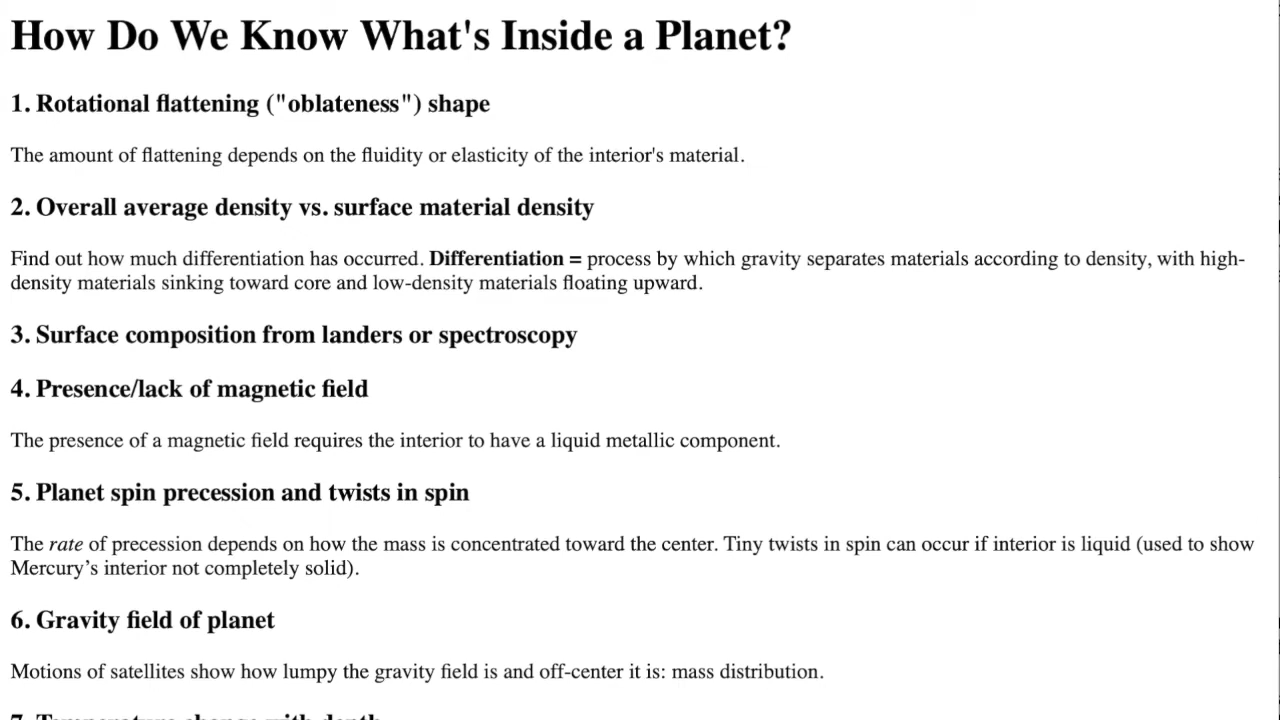 How Do We Know What's Inside a Planet?
1. Rotational flattening ("oblateness") shape
The amount of flattening depends on the fluidity or elasticity of the interior's material.
2. Overall average density vs. surface material density
Find out how much differentiation has occurred. Differentiation = process by which gravity separates materials according to density, with high-
density materials sinking toward core and low-density materials floating upward.
3. Surface composition from landers or spectroscopy
4. Presence/lack of magnetic field
The presence of a magnetic field requires the interior to have a liquid metallic component.
5. Planet spin precession and twists in spin
The rate of precession depends on how the mass is concentrated toward the center. Tiny twists in spin can occur if interior is liquid (used to show
Mercury’s interior not completely solid).
6. Gravity field of planet
Motions of satellites show how lumpy the gravity field is and off-center it is: mass distribution.
7. Temperature change with depth